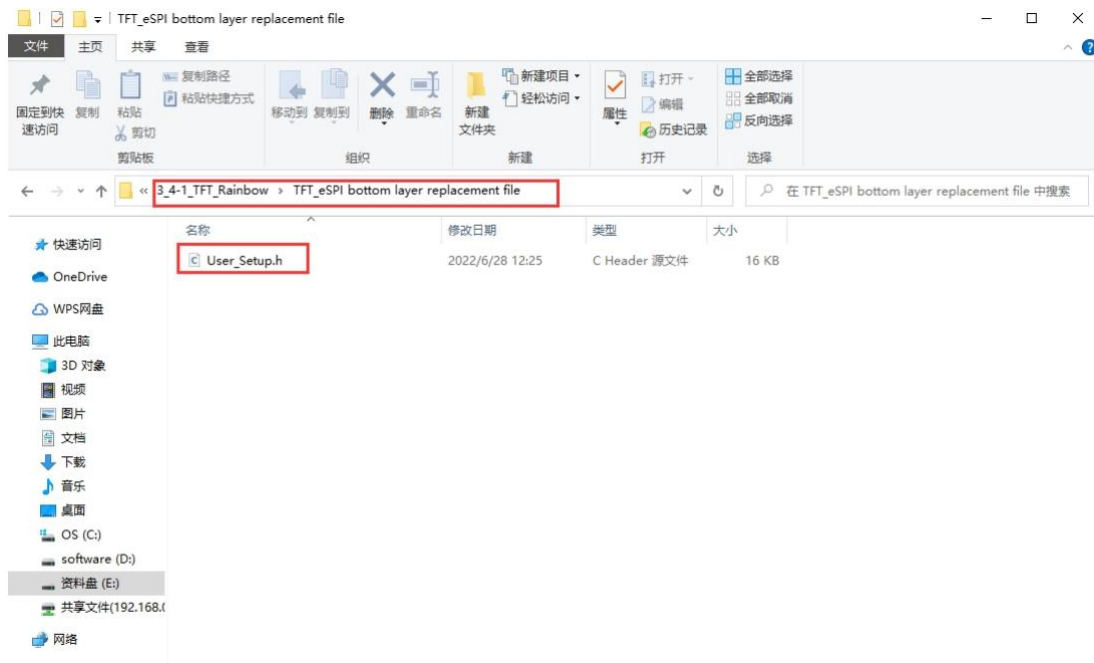 TFT_eSPI bottom layer replacement file
文件 主页 共享 查看
固定到快速访问
复制
粘贴
复制路径
粘贴快捷方式
剪切
剪贴板
移动到
复制到
删除
重命名
组织
新建文件夹
新建项目
轻松访问
新建
属性
打开
编辑
历史记录
打开
全部选择
全部取消
反向选择
选择
« 3_4-1_TFT_Rainbow › TFT_eSPI bottom layer replacement file
在 TFT_eSPI bottom layer replacement file 中搜索
名称 修改日期 类型 大小
User_Setup.h 2022/6/28 12:25 C Header 源文件 16 KB
快速访问
OneDrive
WPS网盘
此电脑
3D 对象
视频
图片
文档
下载
音乐
桌面
OS (C:)
software (D:)
资料盘 (E:)
共享文件(192.168.(
网络